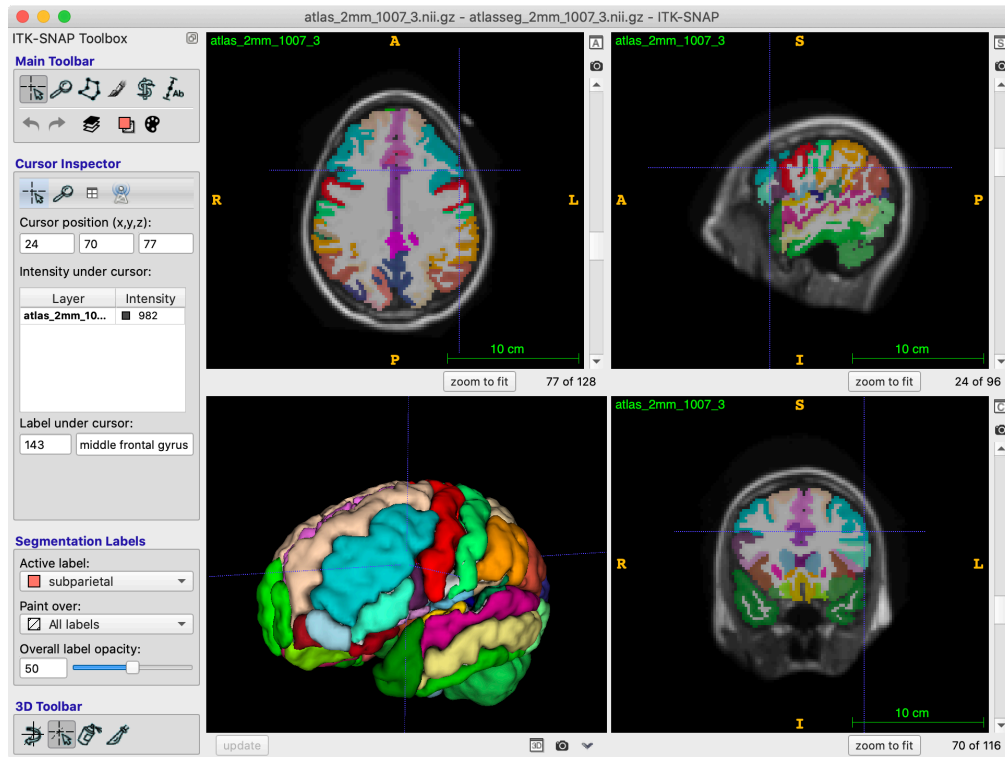 atlas_2mm_1007_3.nii.gz - atlasseg_2mm_1007_3.nii.gz - ITK-SNAP
ITK-SNAP Toolbox
Main Toolbar
Ab
Cursor Inspector
Cursor position (x,y,z):
24 70 77
Intensity under cursor:
Layer Intensity
atlas_2mm_10... 982
Label under cursor:
143 middle frontal gyrus
Segmentation Labels
Active label:
subparietal
Paint over:
All labels
Overall label opacity:
50
3D Toolbar
atlas_2mm_1007_3
A
R
L
P
10 cm
A
zoom to fit 77 of 128
atlas_2mm_1007_3
S
A
P
I
10 cm
S
zoom to fit 24 of 96
update
3D
atlas_2mm_1007_3
S
R
L
I
10 cm
C
zoom to fit 70 of 116